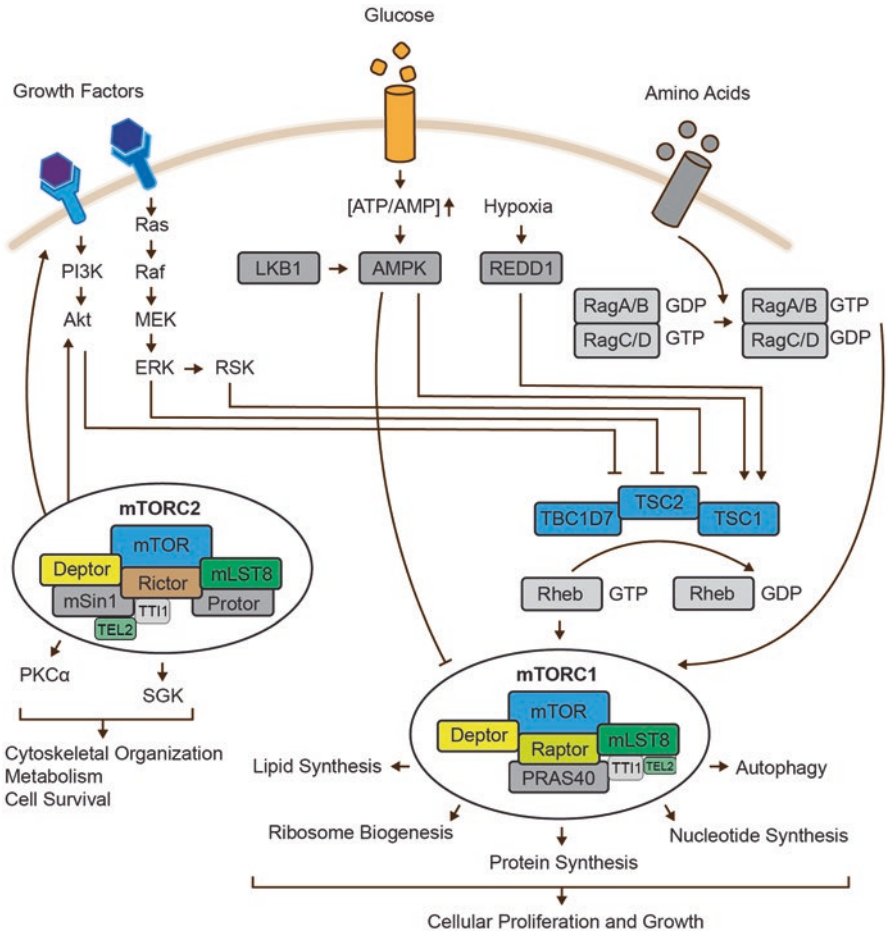 Glucose
Growth Factors
Amino Acids
[ATP/AMP]
Hypoxia
Ras
PI3K
Raf
LKB1
AMPK
REDD1
RagA/B GDP
RagC/D GTP
RagA/B GTP
RagC/D GDP
Akt
MEK
ERK
RSK
mTORC2
mTOR
Deptor
Rictor
mLST8
mSin1
TTI1
Protor
TEL2
PKCα
SGK
Cytoskeletal Organization
Metabolism
Cell Survival
TBC1D7
TSC2
TSC1
Rheb GTP
Rheb GDP
mTORC1
mTOR
Deptor
Raptor
mLST8
PRAS40
TTI1
TEL2
Lipid Synthesis
Autophagy
Ribosome Biogenesis
Nucleotide Synthesis
Protein Synthesis
Cellular Proliferation and Growth